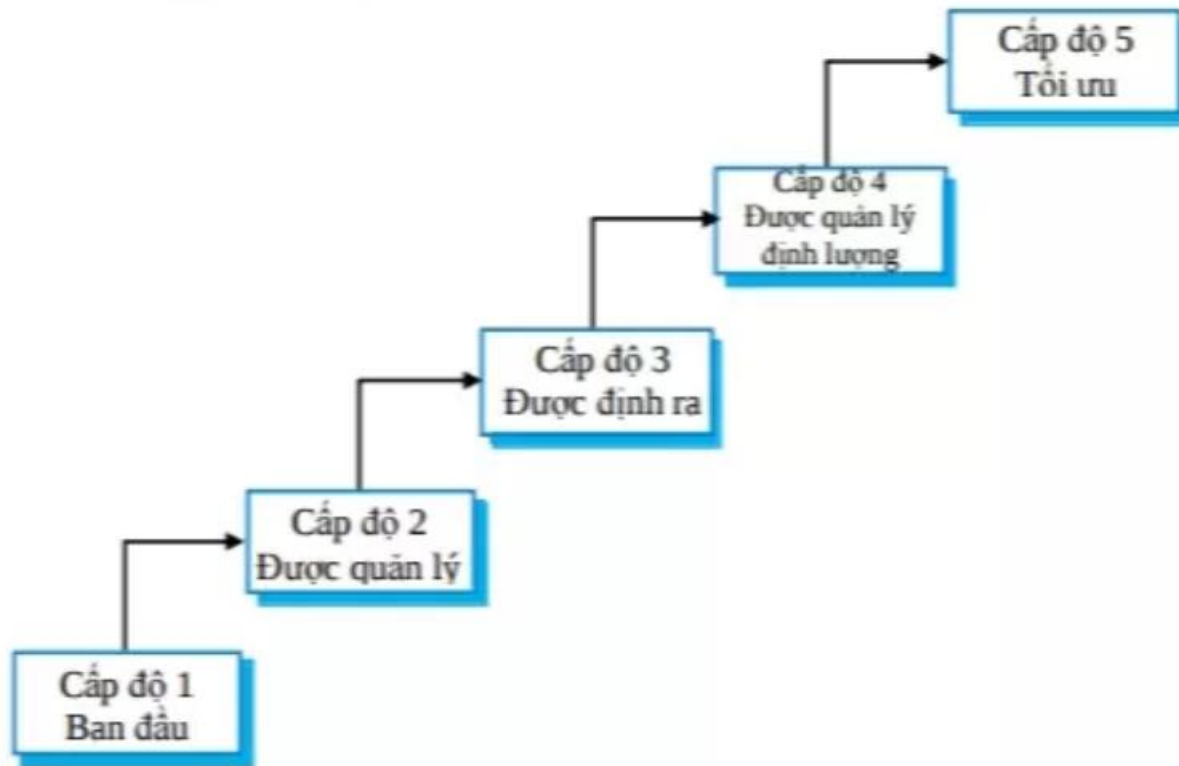 Cấp độ 5
Tối ưu
Cấp độ 4
Được quản lý
định lượng
Cấp độ 3
Được định ra
Cấp độ 2
Được quản lý
Cấp độ 1
Ban đầu